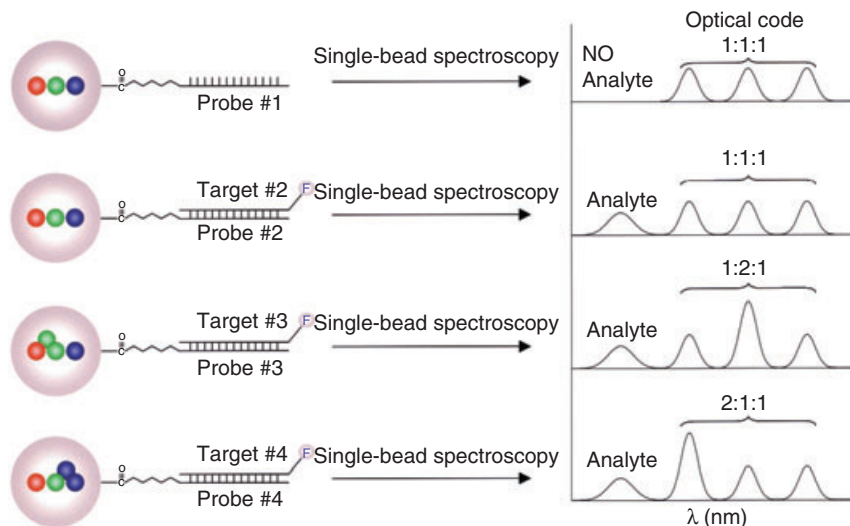 Optical code
1:1:1
NO
Analyte
O
C
Single-bead spectroscopy
Probe #1
1:1:1
Analyte
O
C
Target #2
F
Single-bead spectroscopy
Probe #2
1:2:1
Analyte
O
C
Target #3
F
Single-bead spectroscopy
Probe #3
2:1:1
Analyte
O
C
Target #4
F
Single-bead spectroscopy
Probe #4
λ (nm)